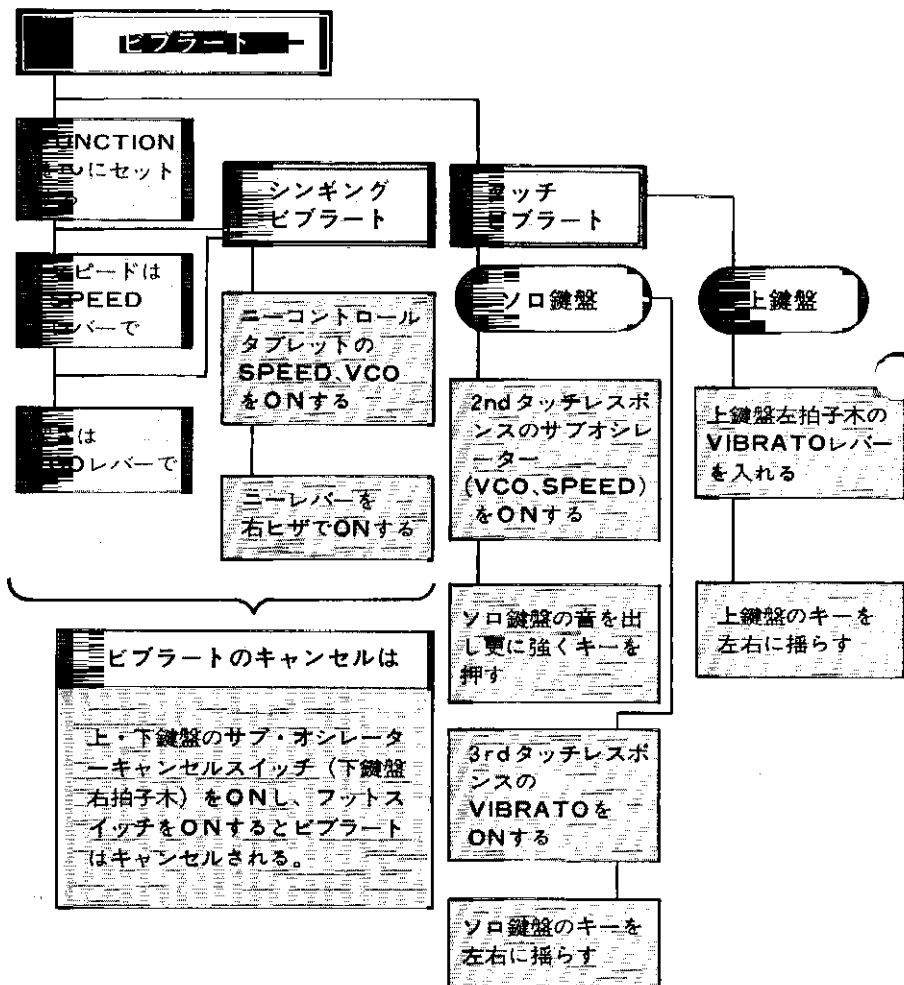 ビブラート
FUNCTION
を〜にセット
スピードは
SPEED
レバーで
は
レバーで
シンギング
ビブラート
ニーコントロール
タブレットの
SPEED、VCO
をONする
ニーレバーを
右ヒザでONする
タッチ
ビブラート
ソロ鍵盤
2ndタッチレスポ
ンスのサブオシレ
ーター
(VCO、SPEED)
をONする
ソロ鍵盤の音を出
し更に強くキーを
押す
3rdタッチレスポ
ンスの
VIBRATOを
ONする
ソロ鍵盤のキーを
左右に揺らす
上鍵盤
上鍵盤左拍子木の
VIBRATOレバー
を入れる
上鍵盤のキーを
左右に揺らす
ビブラートのキャンセルは
上・下鍵盤のサブ・オシレータ
ーキャンセルスイッチ（下鍵盤
右拍子木）をONし、フットス
イッチをONするとビブラート
はキャンセルされる。